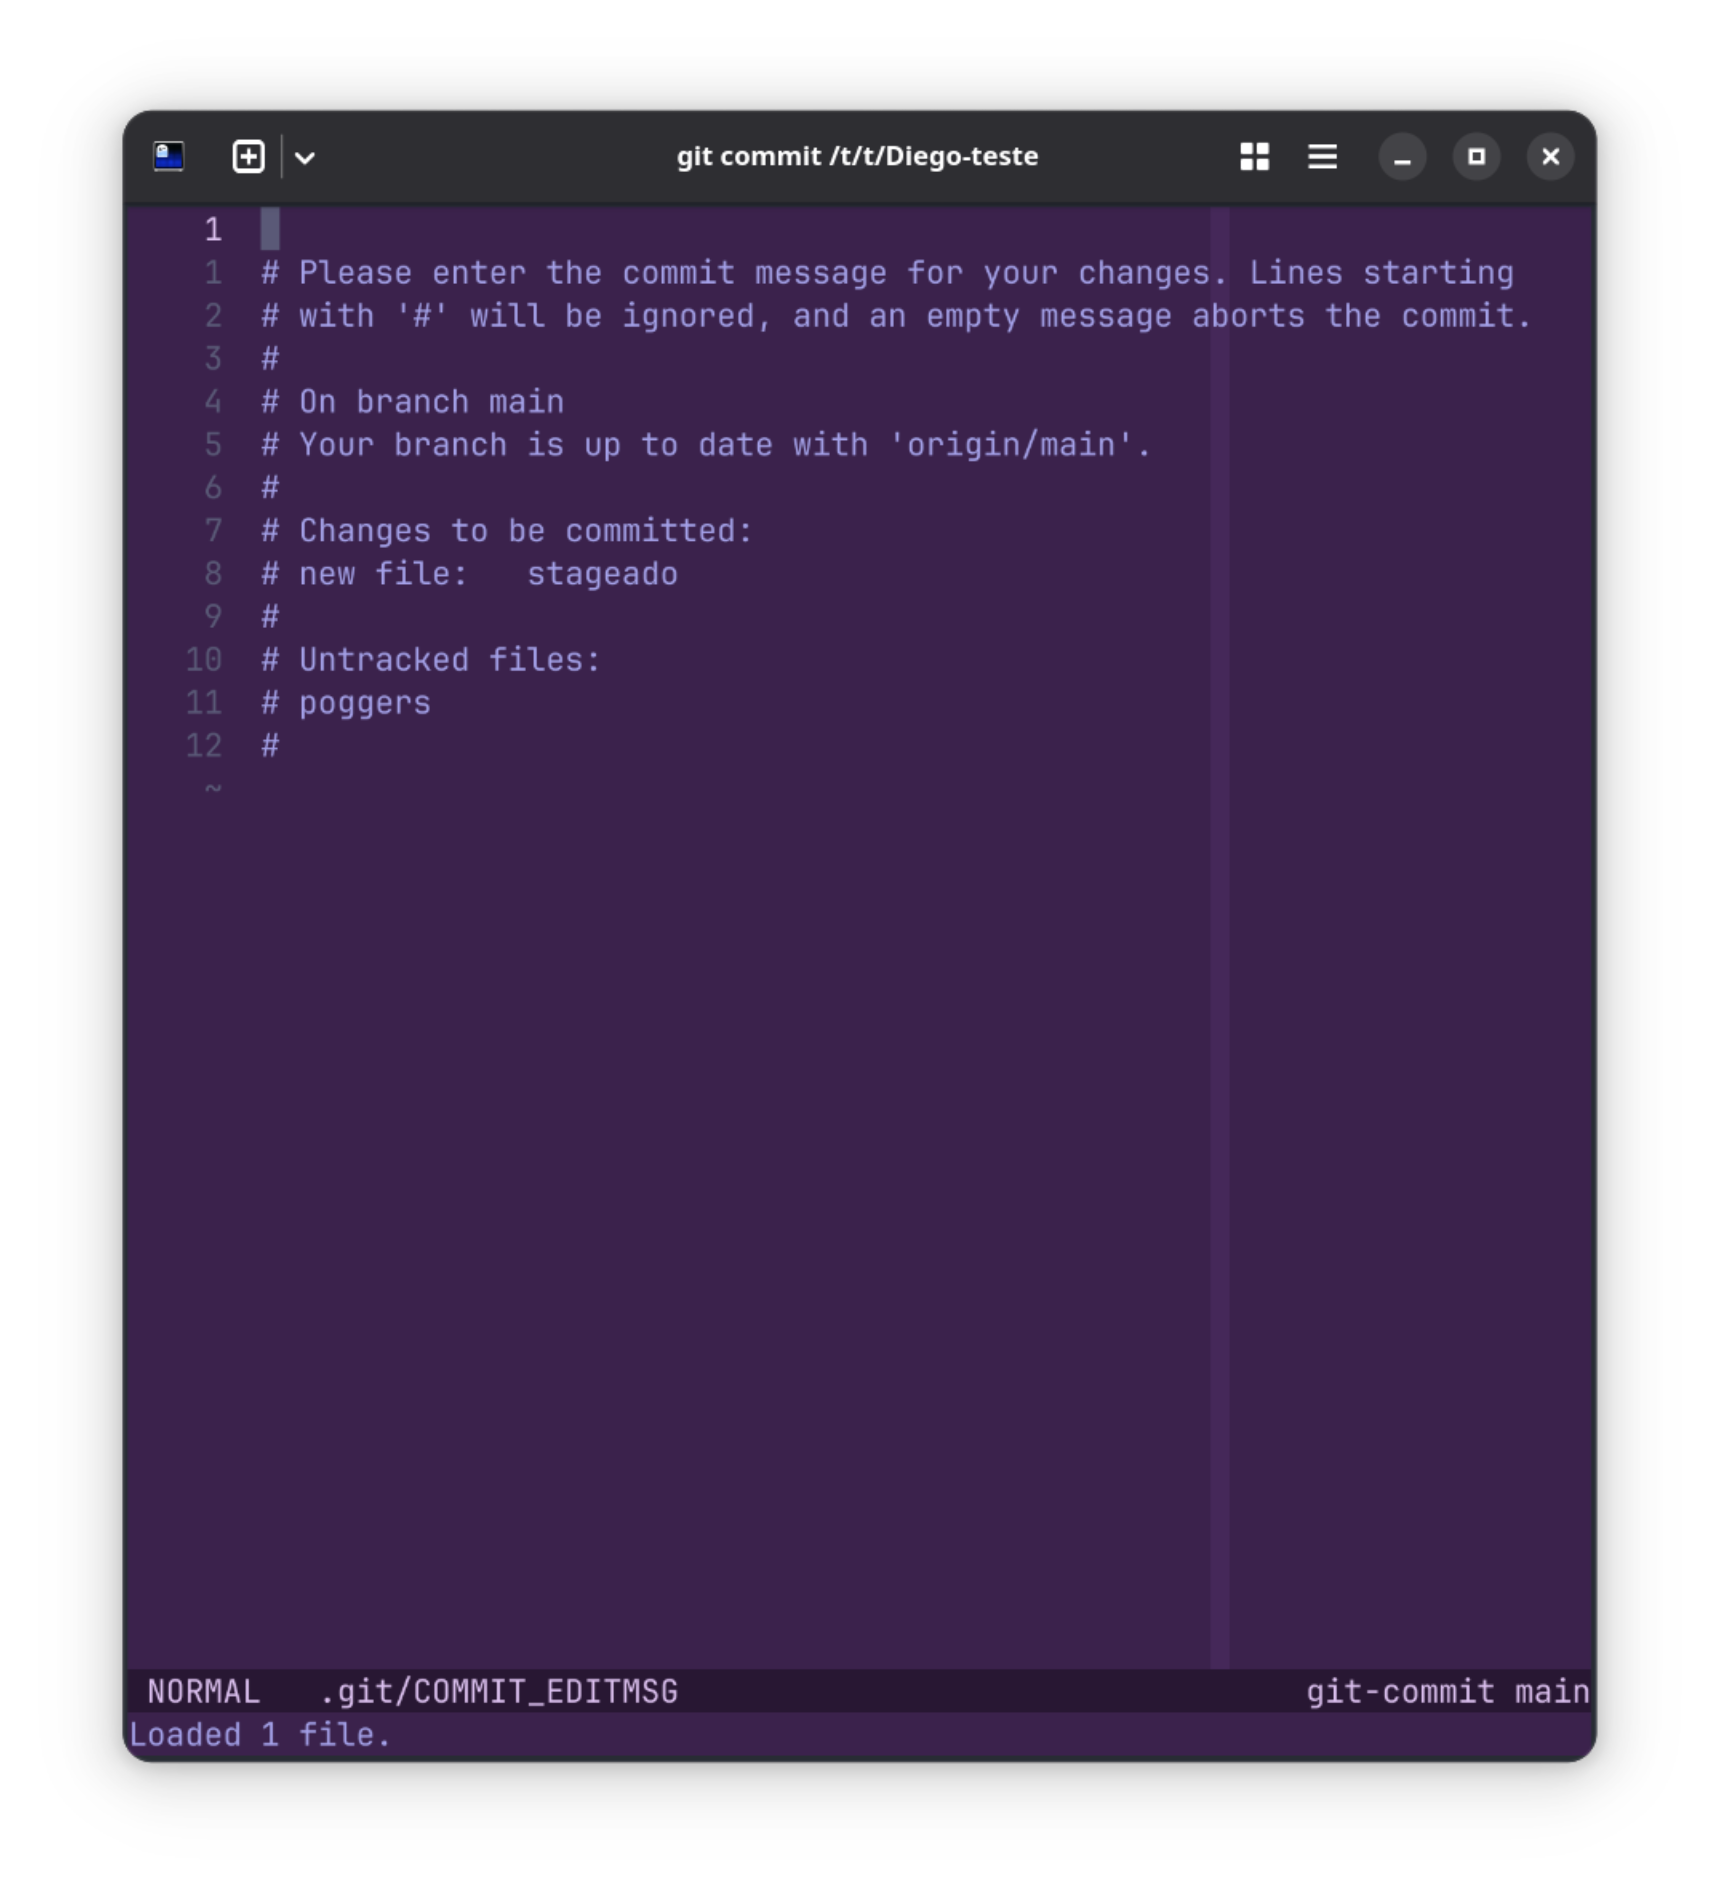 git commit /t/t/Diego-teste
1
1 # Please enter the commit message for your changes. Lines starting
2 # with '#' will be ignored, and an empty message aborts the commit.
3 #
4 # On branch main
5 # Your branch is up to date with 'origin/main'.
6 #
7 # Changes to be committed:
8 # new file:   stageado
9 #
10 # Untracked files:
11 # poggers
12 #
~
NORMAL   .git/COMMIT_EDITMSG   git-commit main
Loaded 1 file.